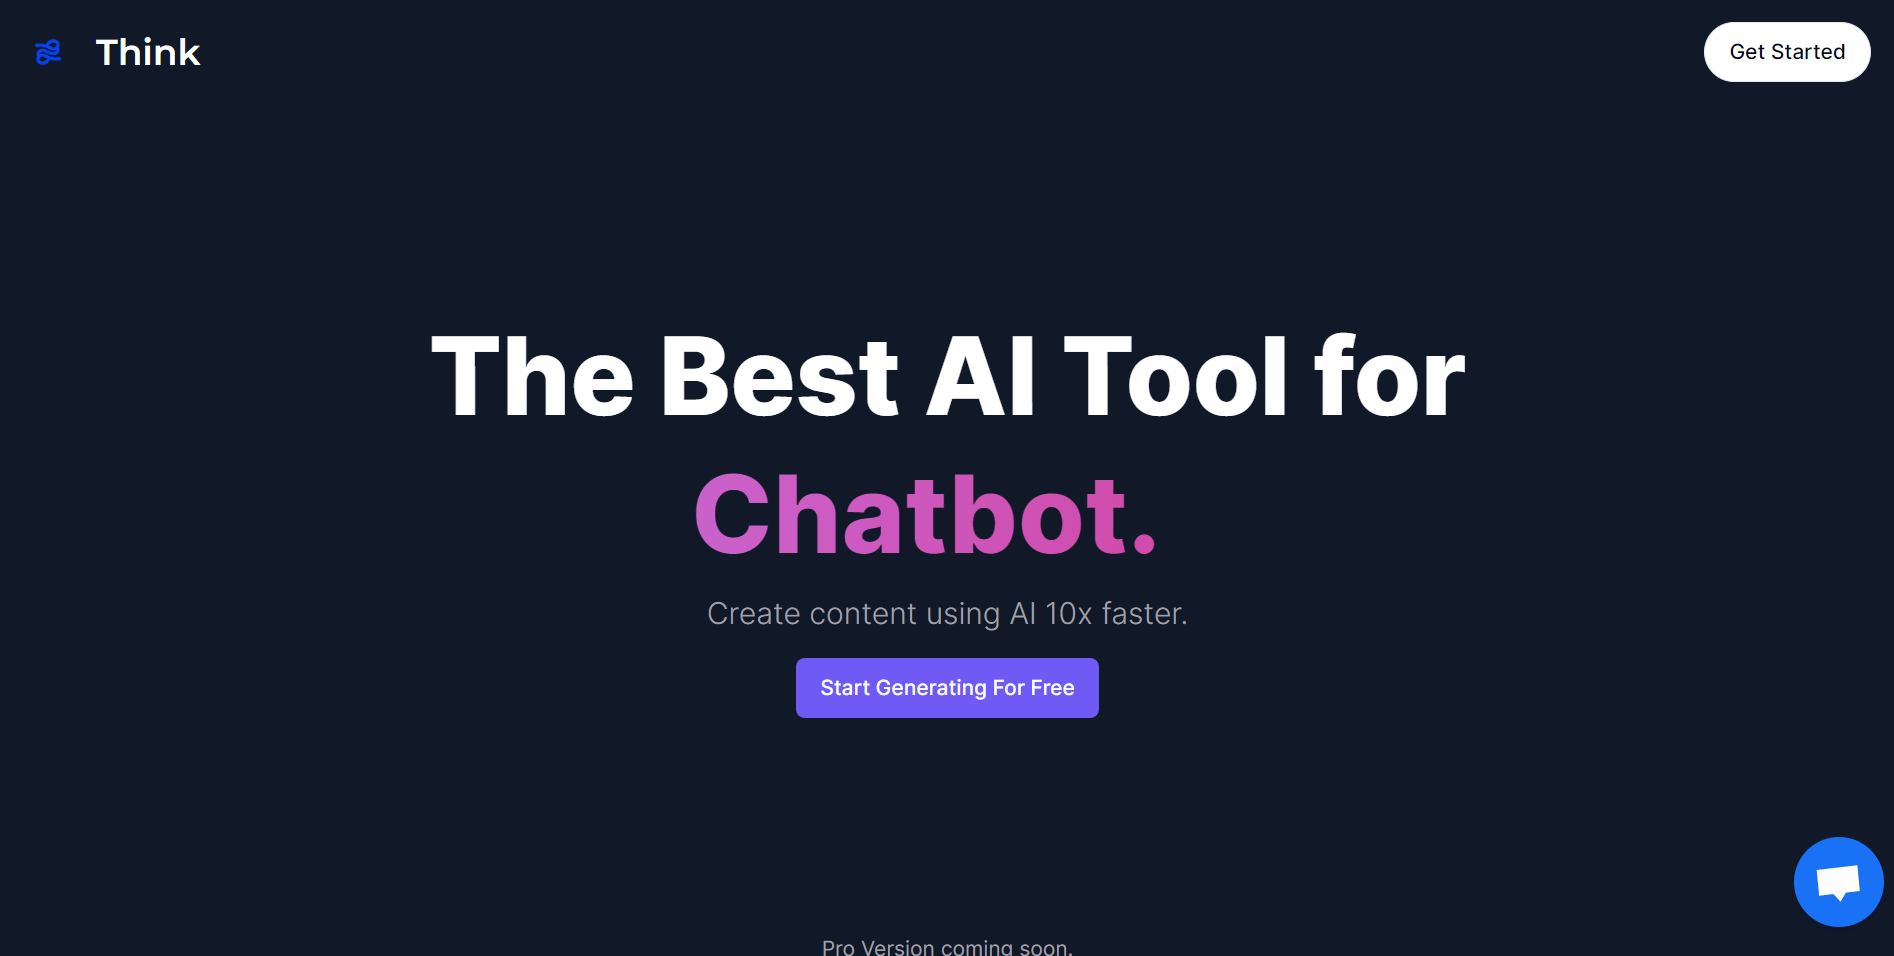 Think
Get Started
The Best AI Tool for
Chatbot.
Create content using AI 10x faster.
Start Generating For Free
Pro Version coming soon.